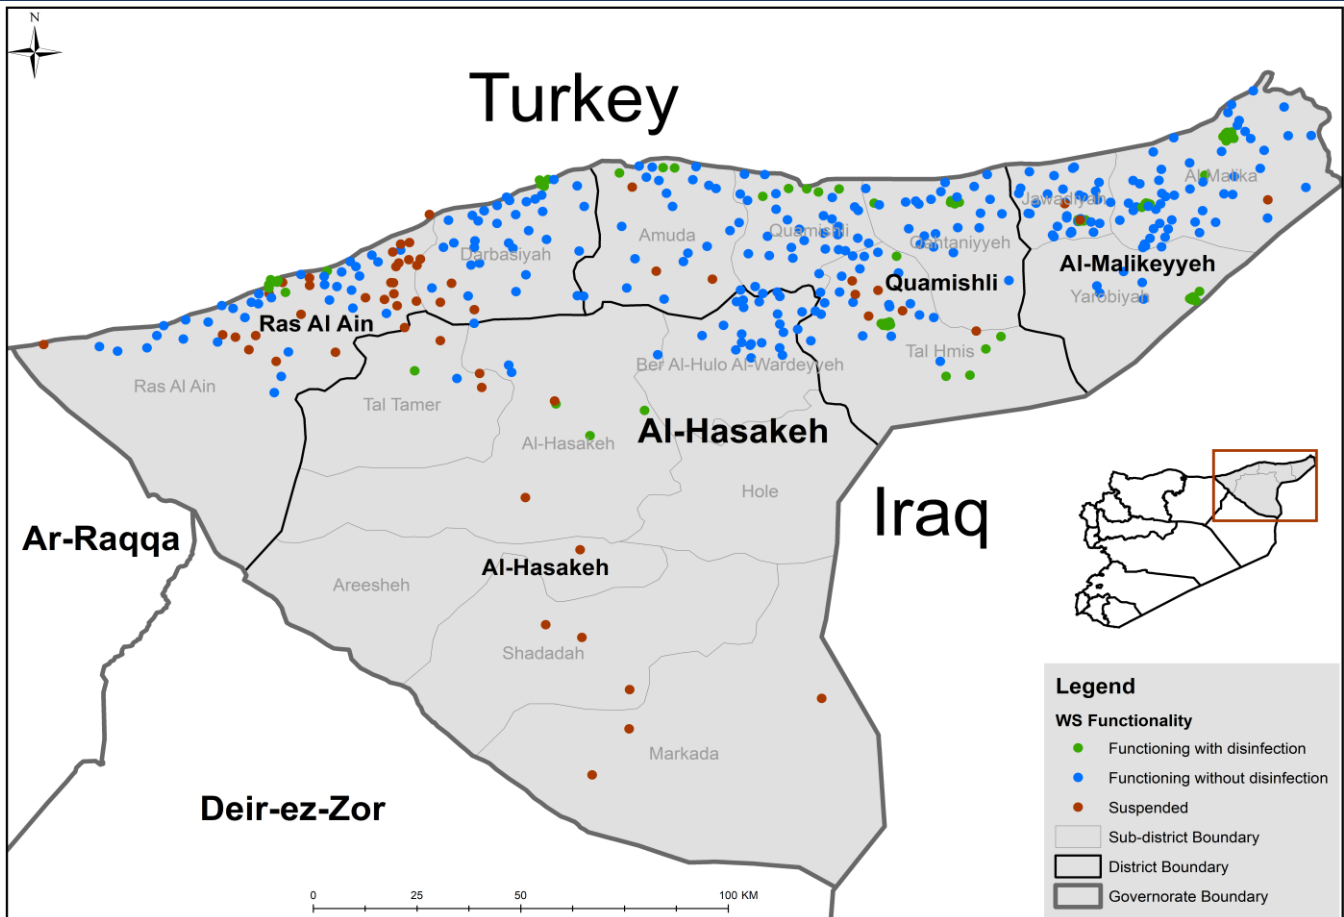 N
Turkey
Al-Malika
Jawadiyah
Quamishli
Amuda
Qahtaniyyeh
Darbasiyah
Al-Malikeyyeh
Quamishli
Yarobiyah
Ras Al Ain
Tal Hmis
Ber Al-Hulo Al-Wardeyyeh
Ras Al Ain
Tal Tamer
Al-Hasakeh
Al-Hasakeh
Hole
Iraq
Ar-Raqqa
Al-Hasakeh
Areesheh
Shadadah
Markada
Deir-ez-Zor
Legend
WS Functionality
Functioning with disinfection
Functioning without disinfection
Suspended
Sub-district Boundary
District Boundary
Governorate Boundary
0 25 50 100 KM